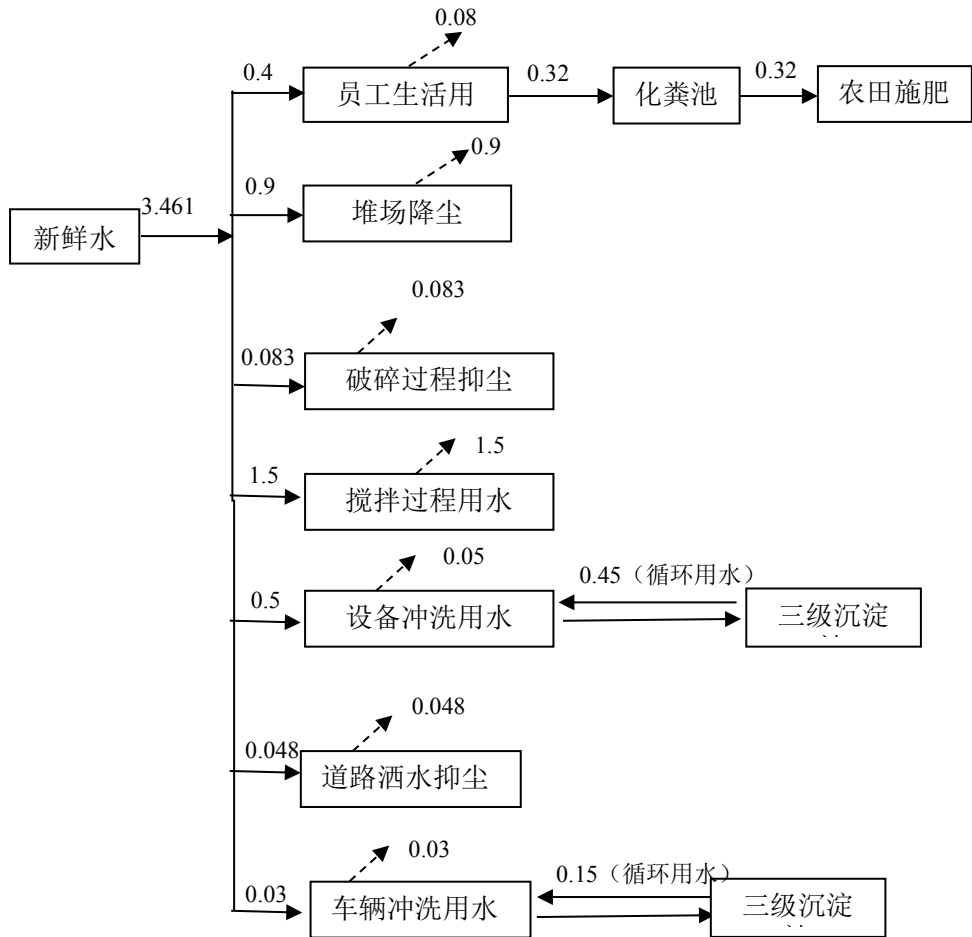 0.08
0.4
员工生活用
0.32
化粪池
0.32
农田施肥
0.9
0.9
堆场降尘
新鲜水
3.461
0.083
0.083
破碎过程抑尘
1.5
1.5
搅拌过程用水
0.05
0.5
设备冲洗用水
0.45（循环用水）
三级沉淀
0.048
0.048
道路洒水抑尘
0.03
0.03
车辆冲洗用水
0.15（循环用水）
三级沉淀